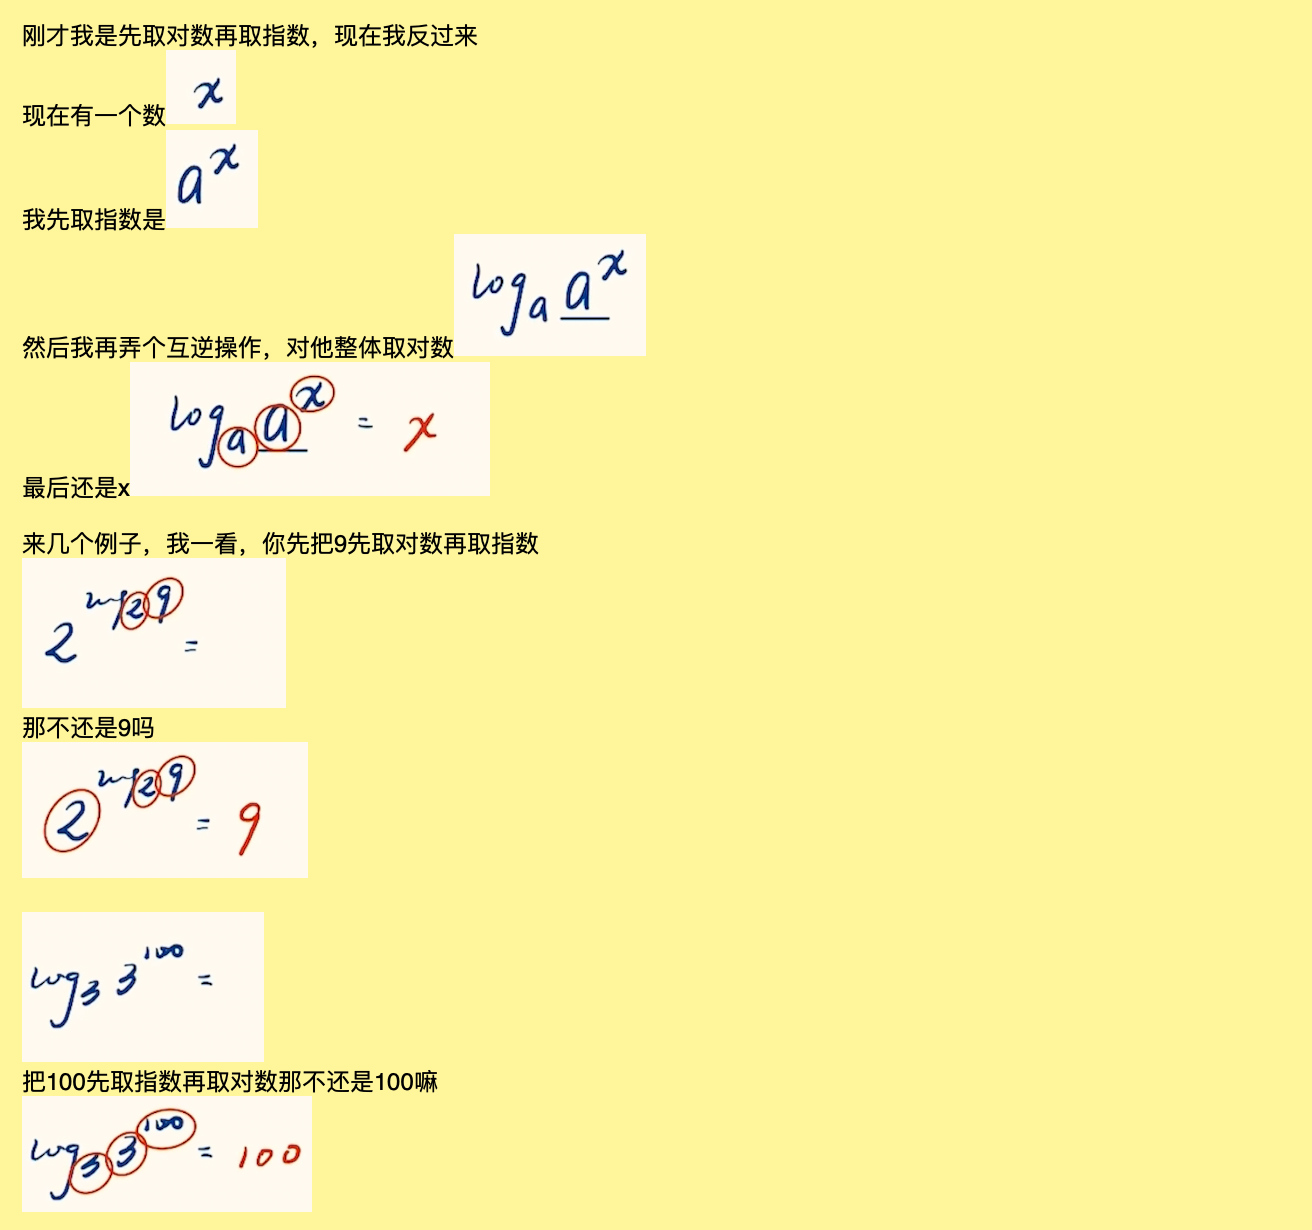 刚才我是先取对数再取指数，现在我反过来
现在有一个数 x
我先取指数是 a^x
然后我再弄个互逆操作，对他整体取对数 log_a a^x
最后还是x log_a a^x = x
来几个例子，我一看，你先把9先取对数再取指数
2^{log_2 9} =
那不还是9吗
2^{log_2 9} = 9
log_3 3^{100} =
把100先取指数再取对数那不还是100嘛
log_3 3^{100} = 100